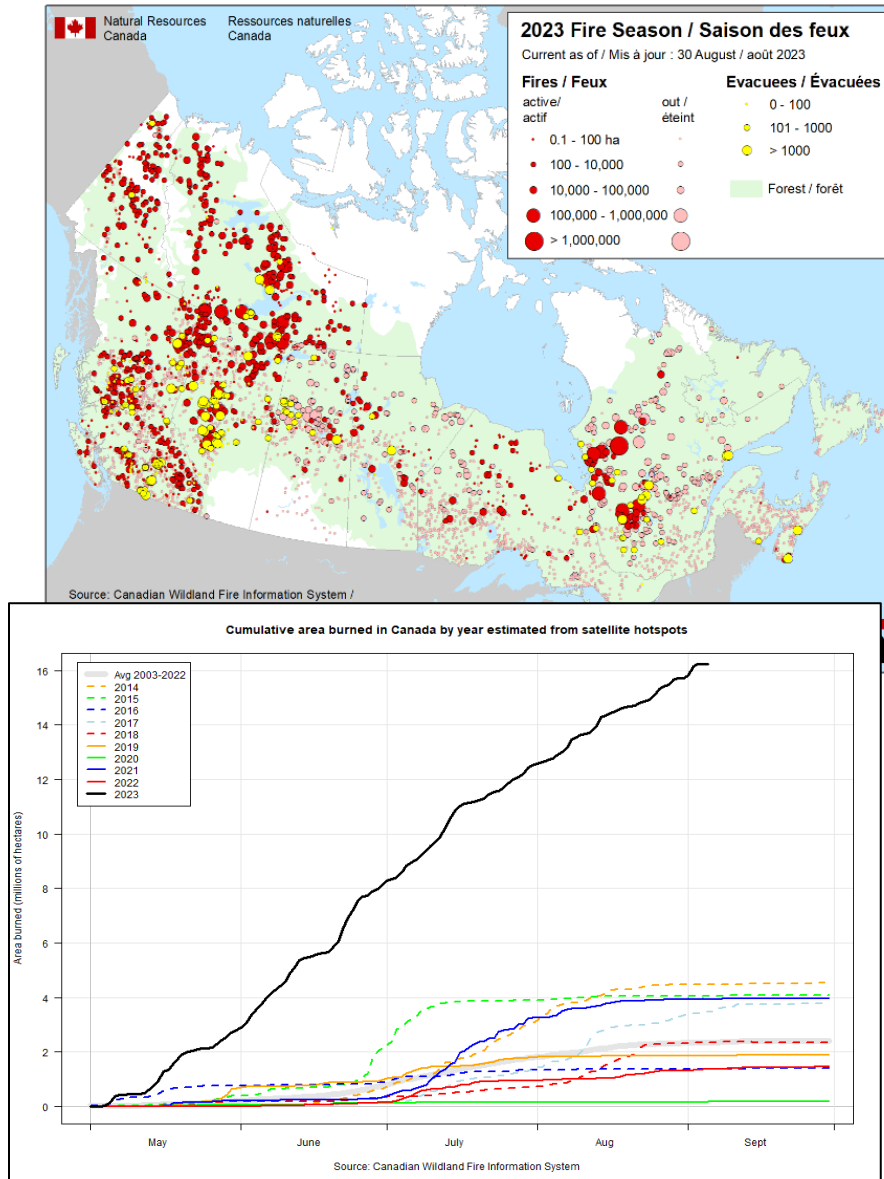 Natural Resources Canada
Ressources naturelles Canada
2023 Fire Season / Saison des feux
Current as of / Mis à jour : 30 August / août 2023
Fires / Feux
active/ actif
out / éteint
0.1 - 100 ha
100 - 10,000
10,000 - 100,000
100,000 - 1,000,000
> 1,000,000
Evacuees / Évacuées
0 - 100
101 - 1000
> 1000
Forest / forêt
Source: Canadian Wildland Fire Information System /
Cumulative area burned in Canada by year estimated from satellite hotspots
Avg 2003-2022
2014
2015
2016
2017
2018
2019
2020
2021
2022
2023
Area burned (millions of hectares)
16
14
12
10
8
6
4
2
0
May
June
July
Aug
Sept
Source: Canadian Wildland Fire Information System